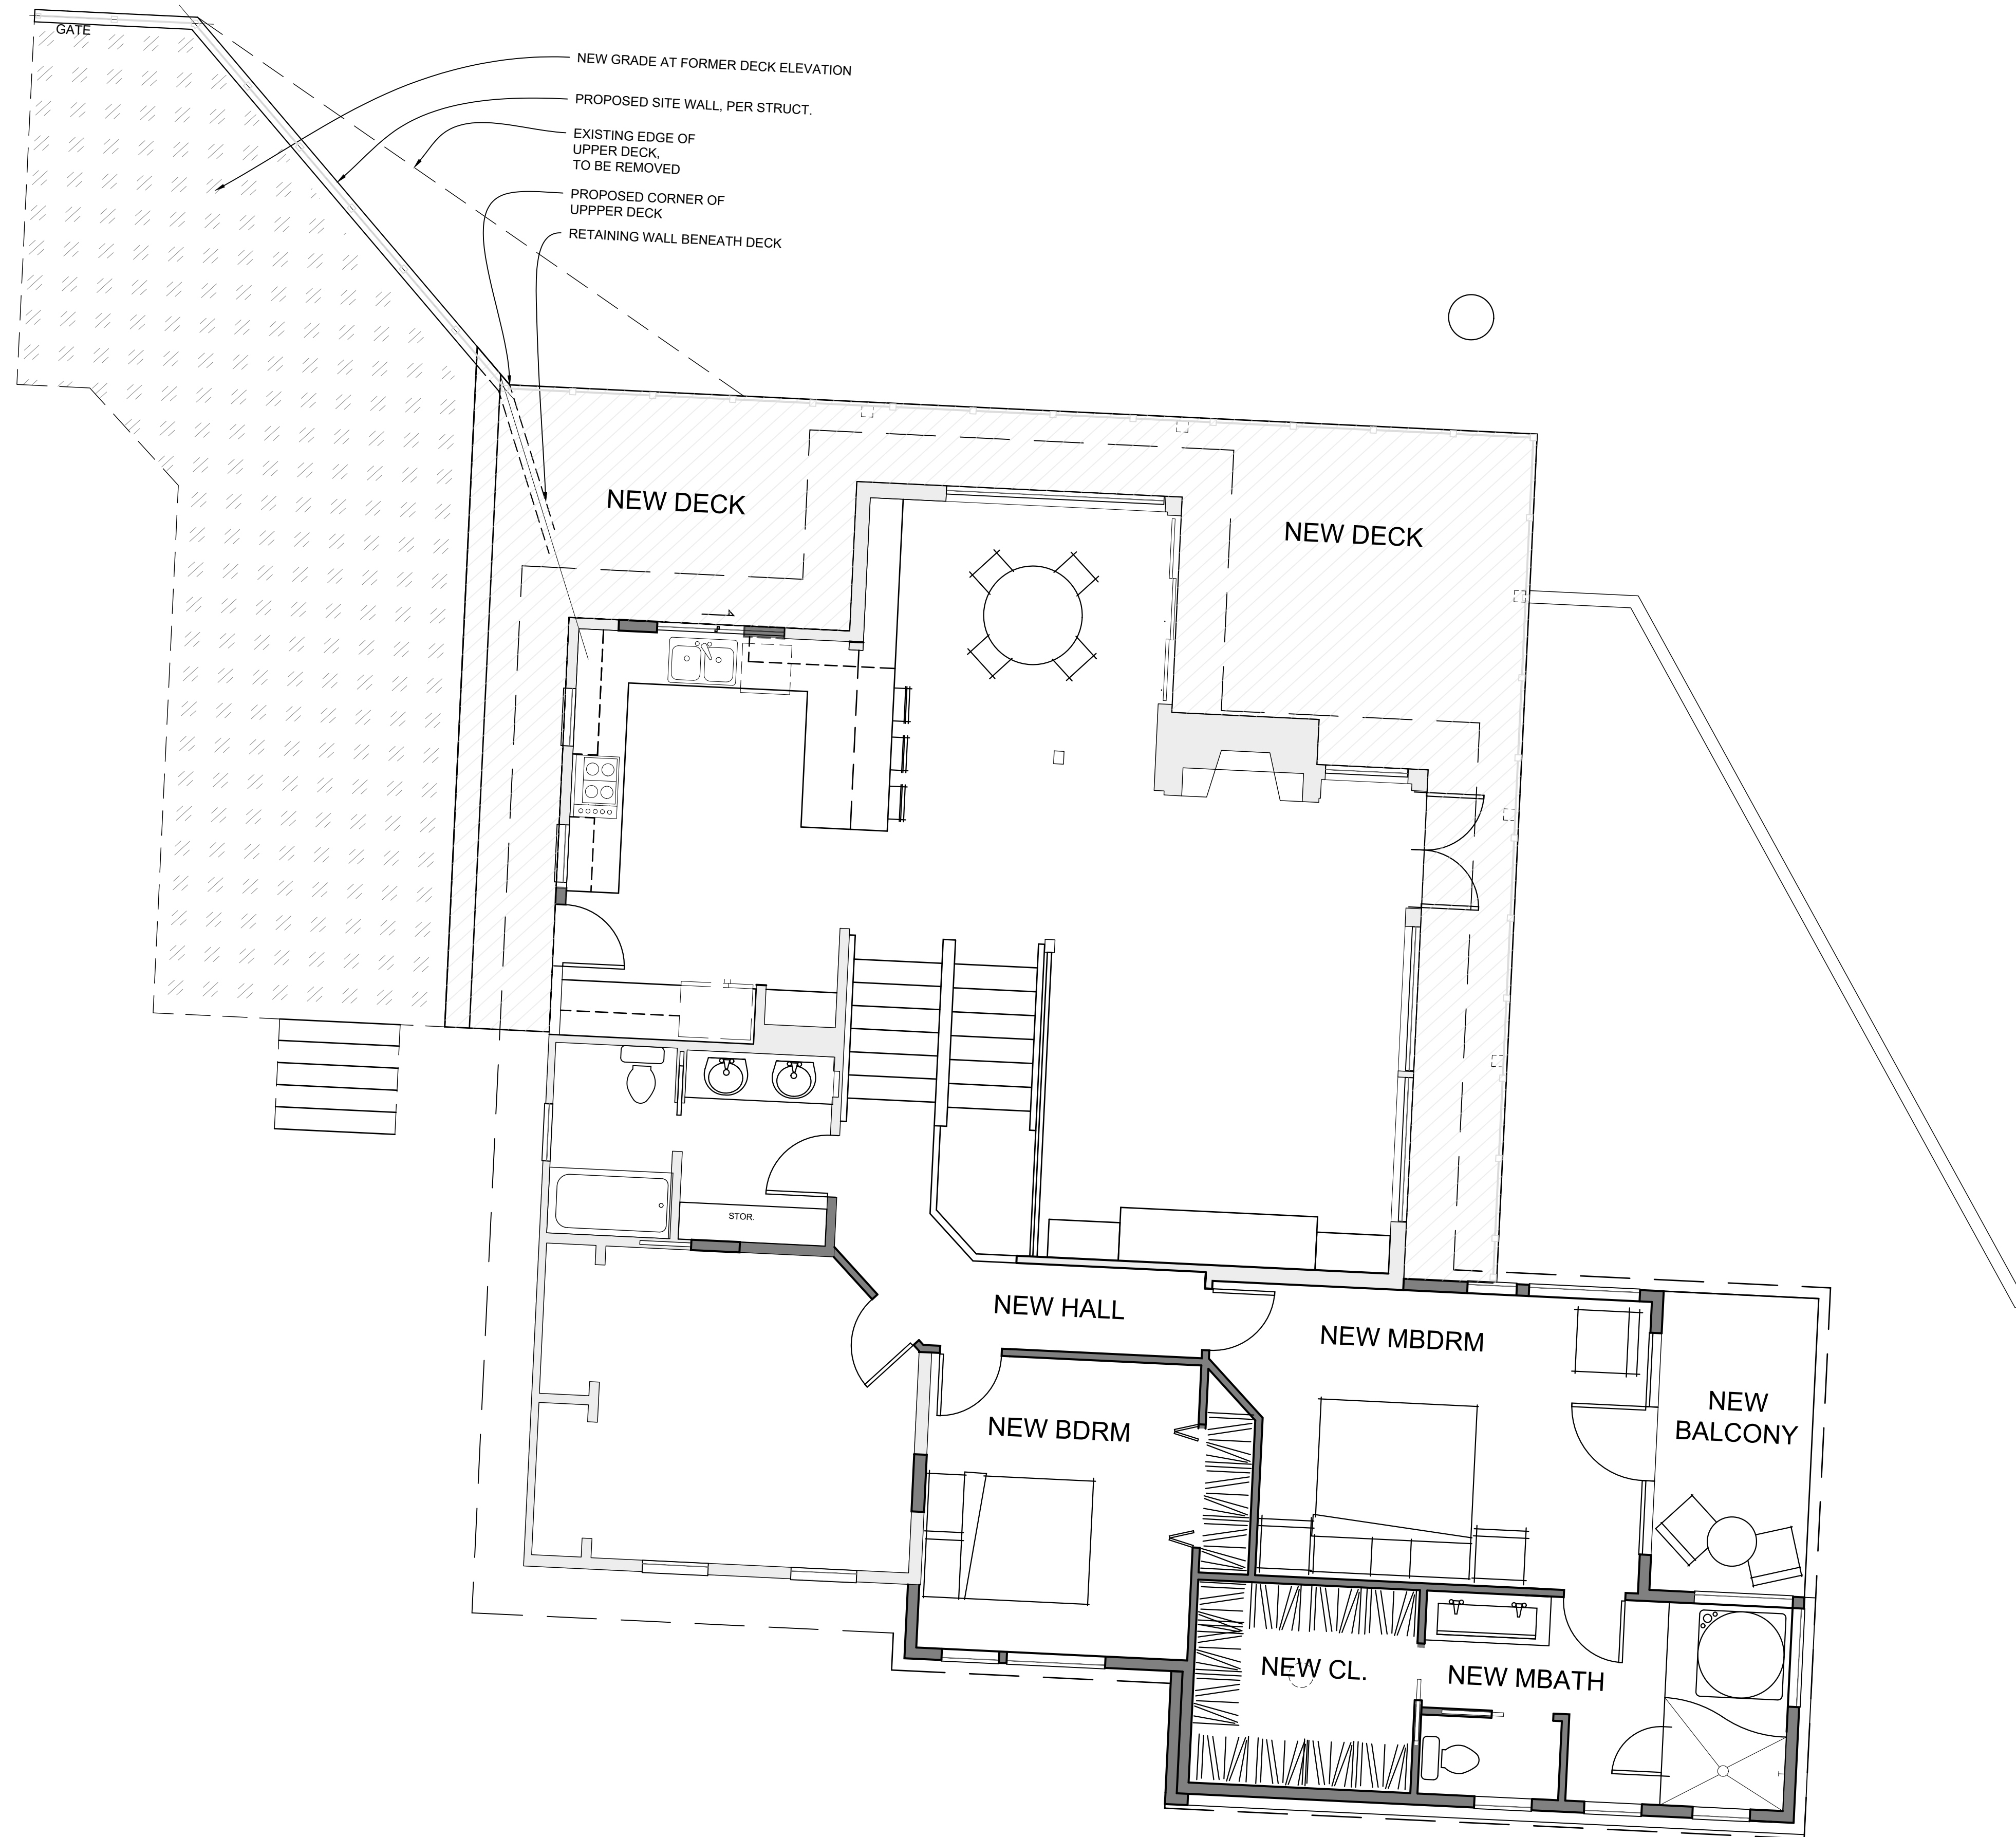 GATE
NEW GRADE AT FORMER DECK ELEVATION
PROPOSED SITE WALL, PER STRUCT.
EXISTING EDGE OF
UPPER DECK,
TO BE REMOVED
PROPOSED CORNER OF
UPPPER DECK
RETAINING WALL BENEATH DECK
NEW DECK
NEW DECK
STOR.
NEW HALL
NEW MBDRM
NEW BDRM
NEW
BALCONY
NEW CL.
NEW MBATH